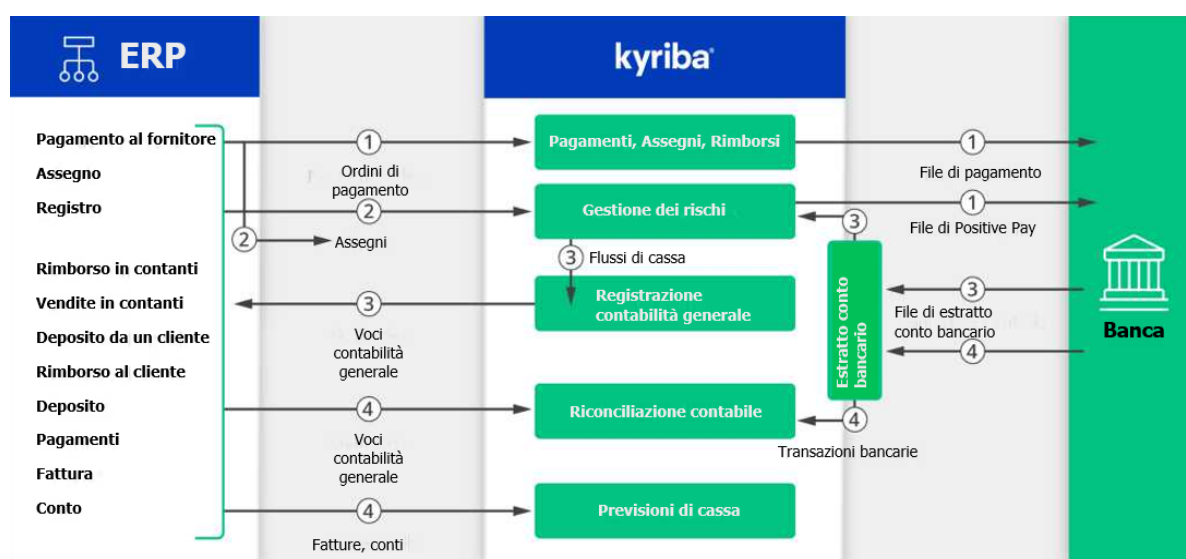 ERP
kyriba
Pagamento al fornitore
Assegno
Registro
Rimborso in contanti
Vendite in contanti
Deposito da un cliente
Rimborso al cliente
Deposito
Pagamenti
Fattura
Conto
1
Ordini di
pagamento
2
2
Assegni
3
Voci
contabilità
generale
4
Voci
contabilità
generale
4
Fatture, conti
Pagamenti, Assegni, Rimborsi
Gestione dei rischi
3
Flussi di cassa
Registrazione
contabilità generale
Riconciliazione contabile
Previsioni di cassa
1
File di pagamento
1
File di Positive Pay
3
Estratto conto
bancario
3
File di estratto
conto bancario
4
4
Transazioni bancarie
Banca